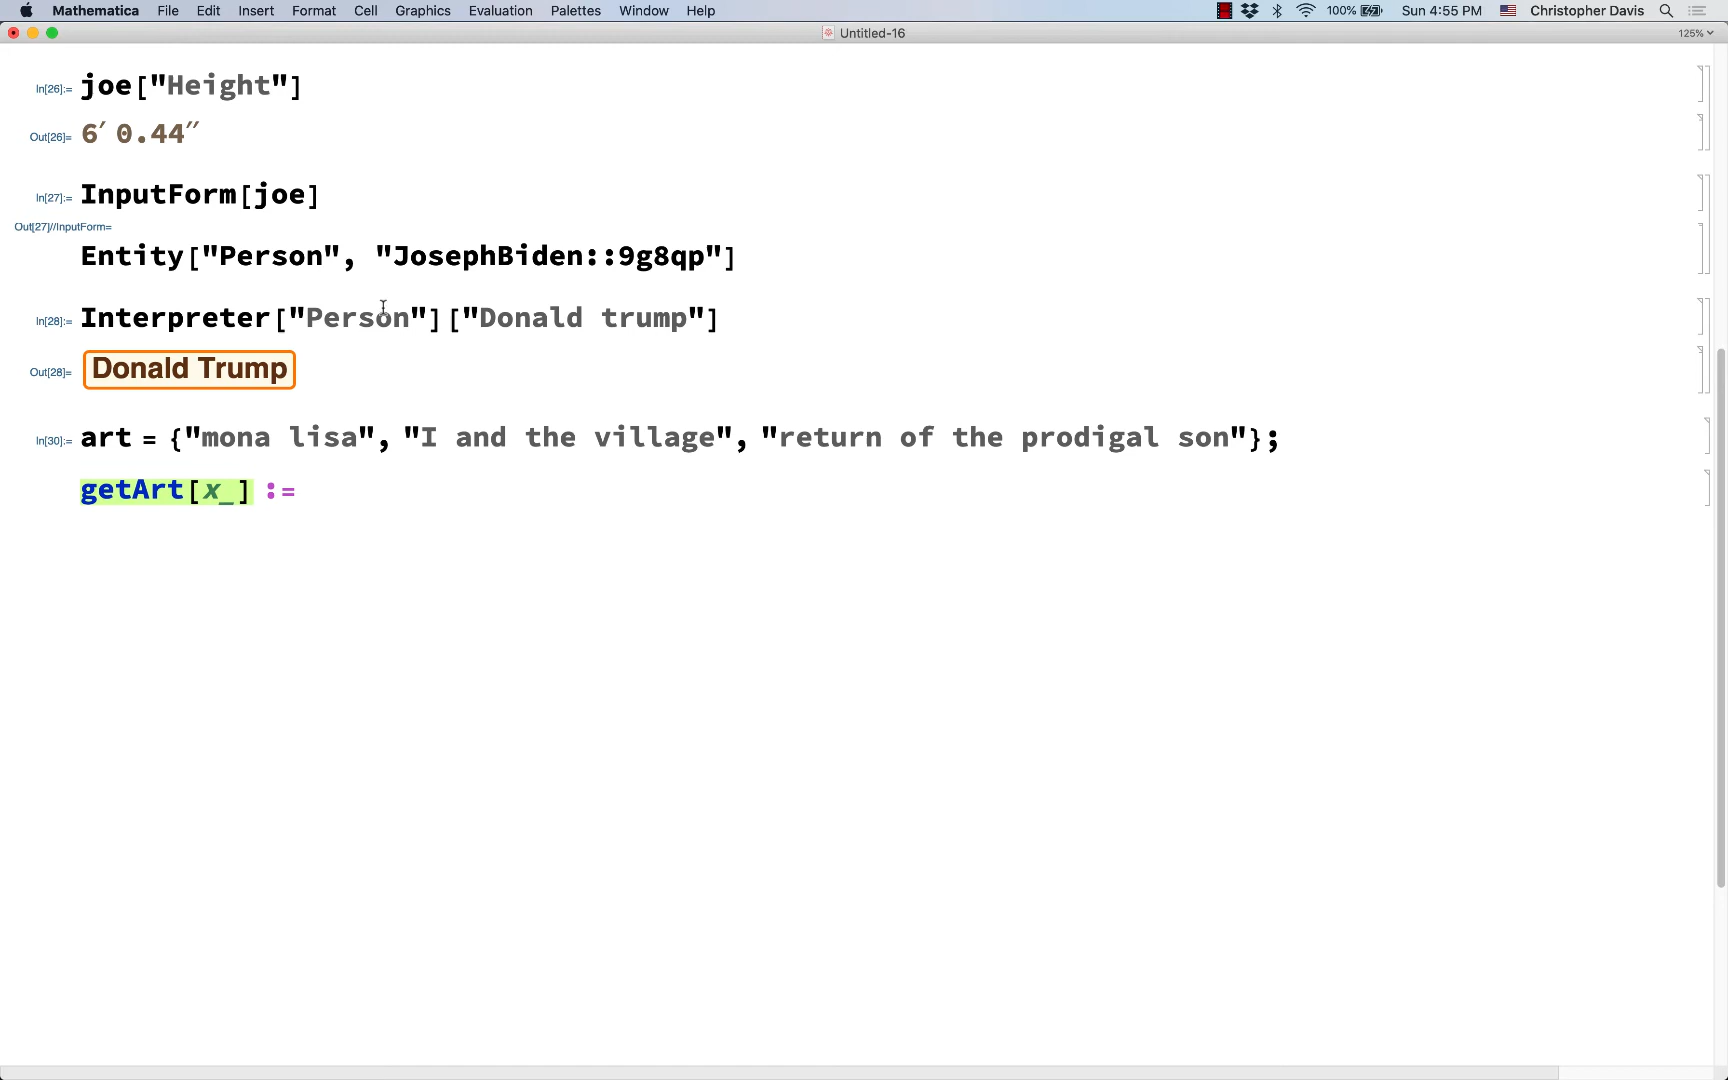 Mathematica File Edit Insert Format Cell Graphics Evaluation Palettes Window Help 100% Sun 4:55 PM Christopher Davis
Untitled-16 125%
In[26]:= joe["Height"]
Out[26]= 6′ 0.44″
In[27]:= InputForm[joe]
Out[27]//InputForm=
Entity["Person", "JosephBiden::9g8qp"]
In[28]:= Interpreter["Person"]["Donald trump"]
Out[28]= Donald Trump
In[30]:= art = {"mona lisa", "I and the village", "return of the prodigal son"};
getArt[x_] :=